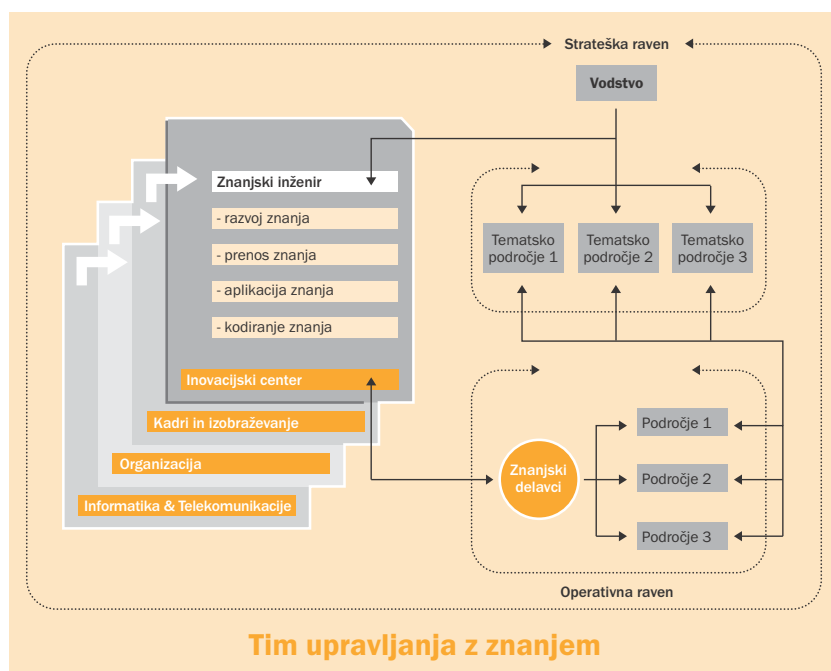 Strateška raven
Vodstvo
Znanjski inženir
- razvoj znanja
- prenos znanja
- aplikacija znanja
- kodiranje znanja
Inovacijski center
Kadri in izobraževanje
Organizacija
Informatika & Telekomunikacije
Tematsko
področje 1
Tematsko
področje 2
Tematsko
področje 3
Znanjski
delavci
Področje 1
Področje 2
Področje 3
Operativna raven
Tim upravljanja z znanjem